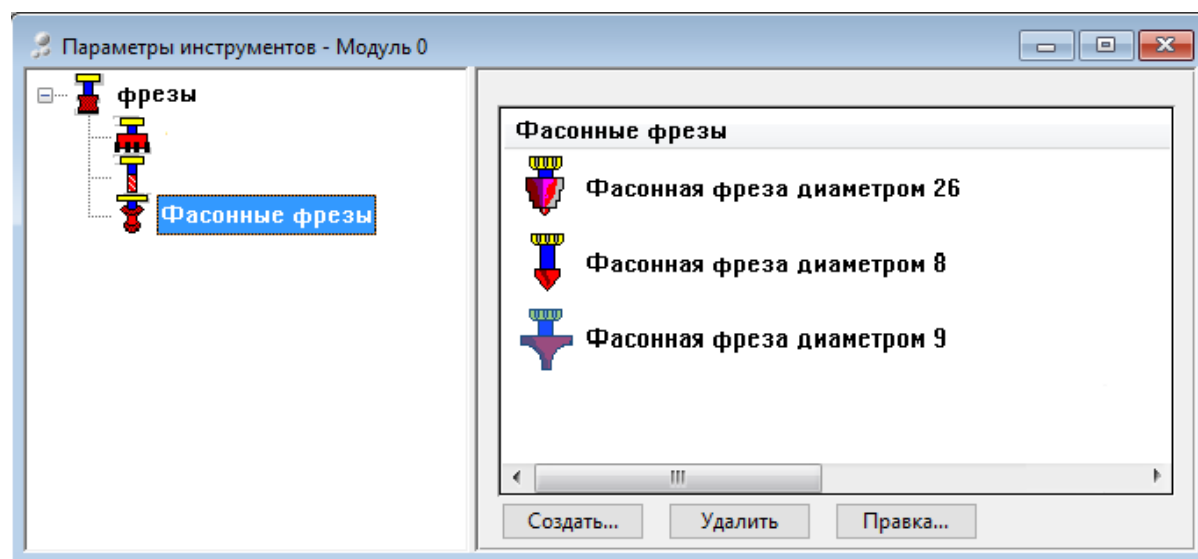 Параметры инструментов - Модуль 0
фрезы
Фасонные фрезы
Фасонные фрезы
Фасонная фреза диаметром 26
Фасонная фреза диаметром 8
Фасонная фреза диаметром 9
Создать... Удалить Правка...